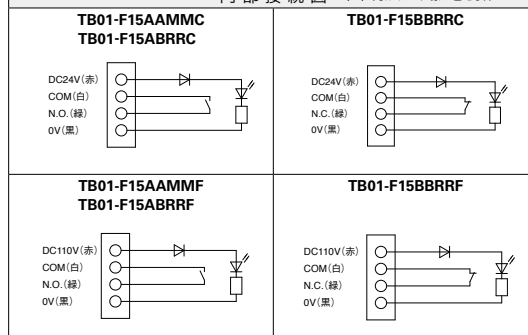 内部接続図
TB01-F15AAMMC
TB01-F15ABRRC
DC24V(赤)
COM(白)
N.O.(緑)
0V(黒)
TB01-F15BBRRC
DC24V(赤)
COM(白)
N.C.(緑)
0V(黒)
TB01-F15AAMMF
TB01-F15ABRRF
DC110V(赤)
COM(白)
N.O.(緑)
0V(黒)
TB01-F15BBRRF
DC110V(赤)
COM(白)
N.C.(緑)
0V(黒)